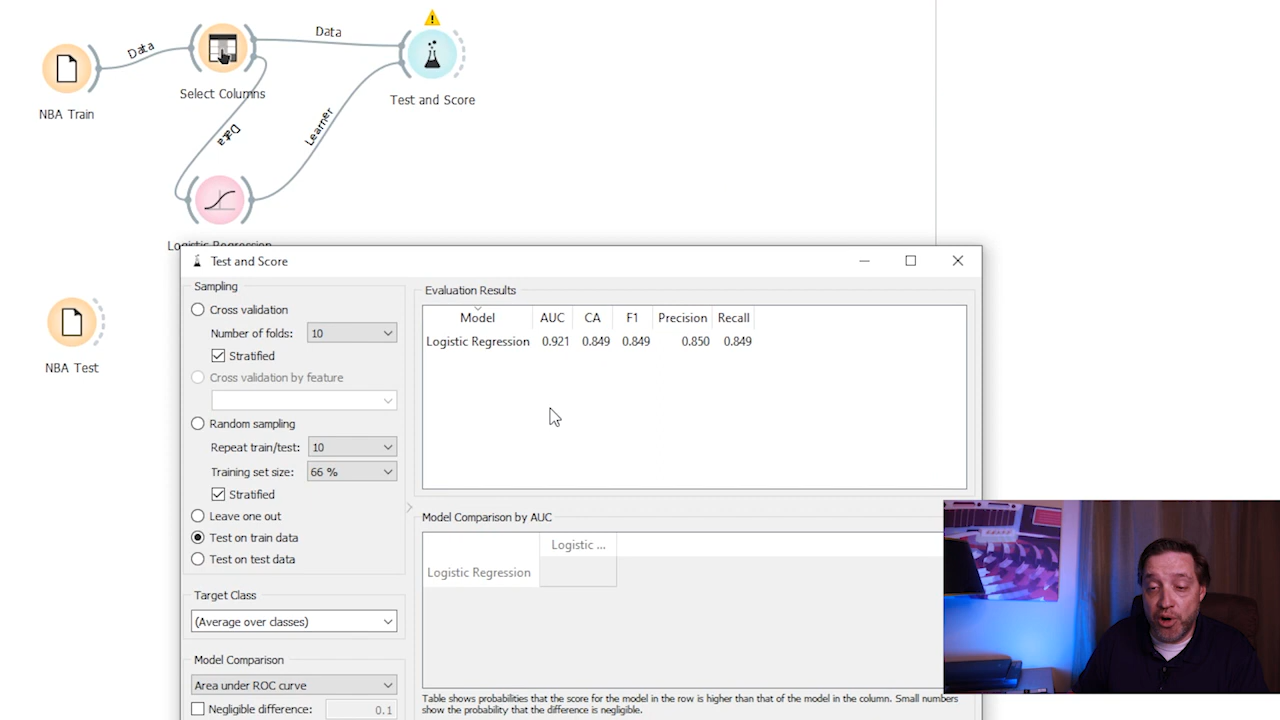 Data
Data
NBA Train
Select Columns
Test and Score
Data
Learner
Logistic Regression
NBA Test
Test and Score
Sampling
Cross validation
Number of folds: 10
Stratified
Cross validation by feature
Random sampling
Repeat train/test: 10
Training set size: 66 %
Stratified
Leave one out
Test on train data
Test on test data
Target Class
(Average over classes)
Model Comparison
Area under ROC curve
Negligible difference: 0.1
Evaluation Results
Model AUC CA F1 Precision Recall
Logistic Regression 0.921 0.849 0.849 0.850 0.849
Model Comparison by AUC
Logistic ...
Logistic Regression
Table shows probabilities that the score for the model in the row is higher than that of the model in the column. Small numbers
show the probability that the difference is negligible.